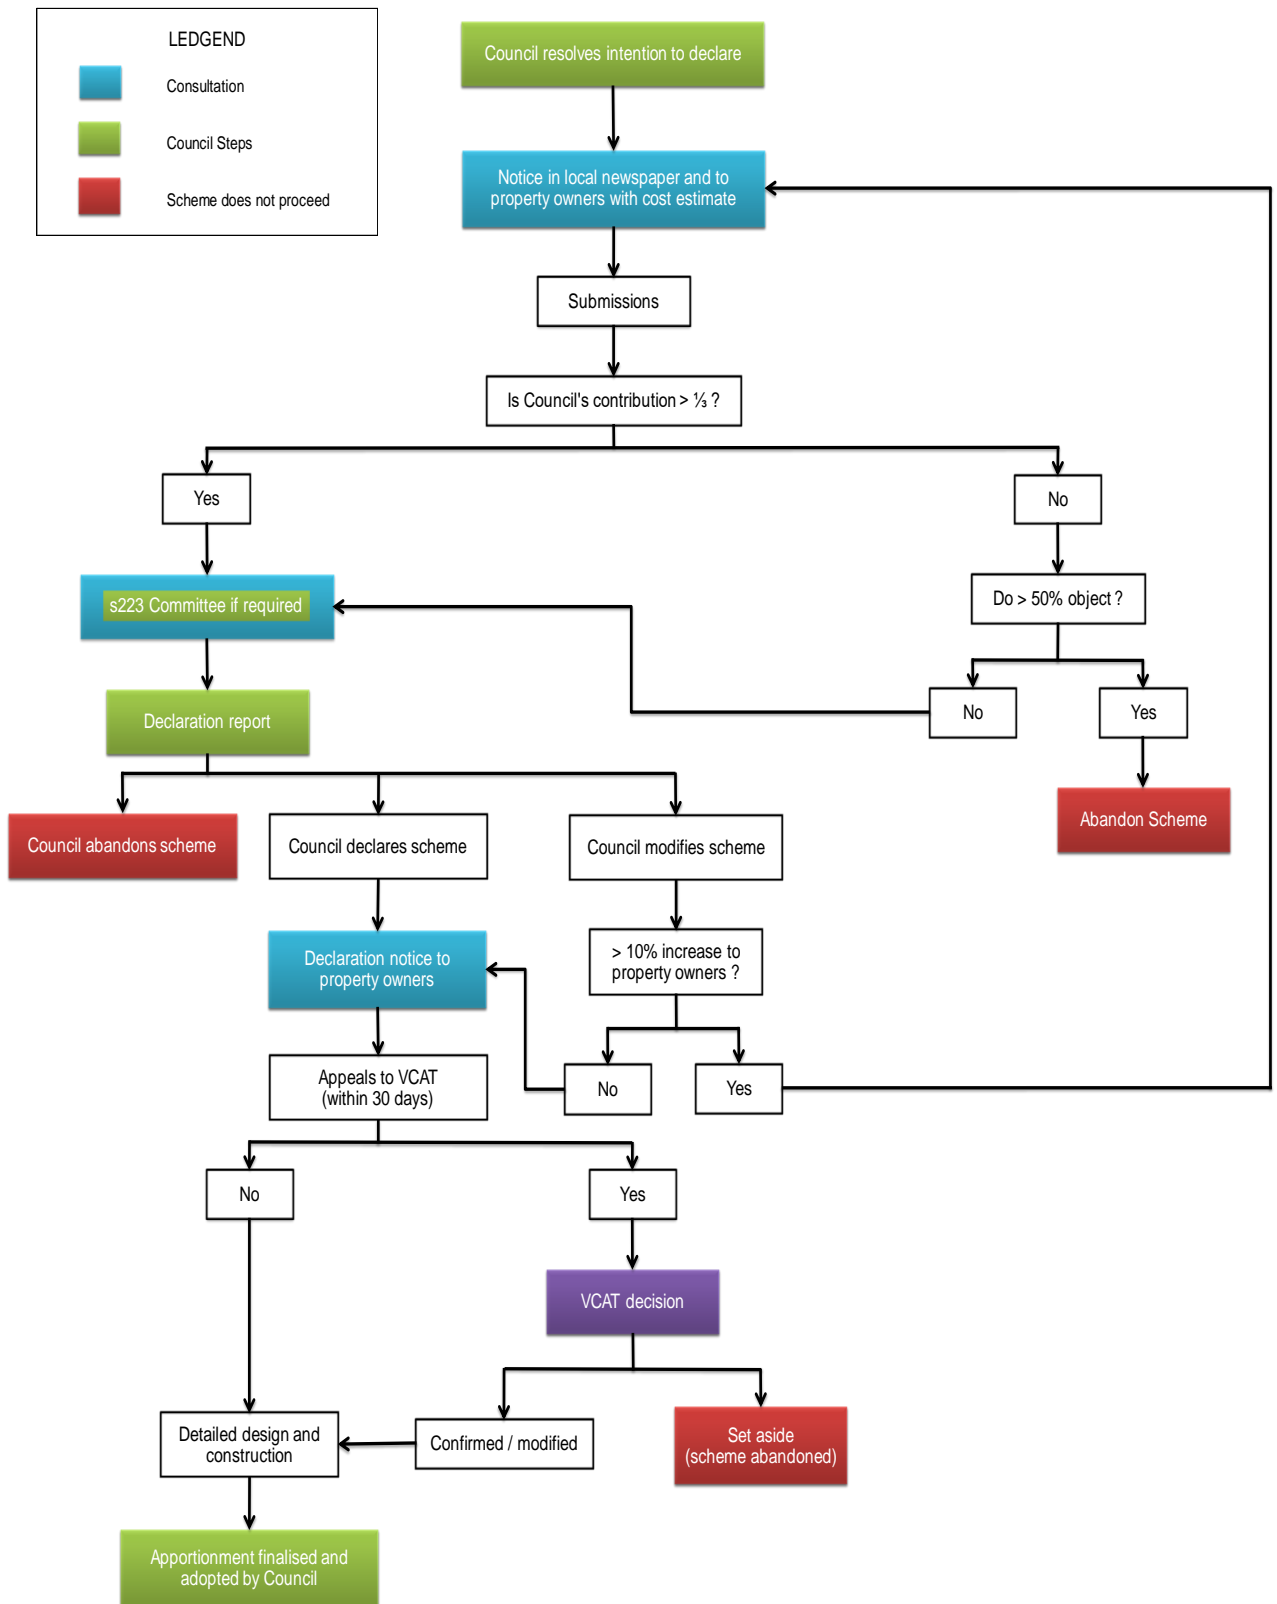 LEDGEND
Consultation
Council Steps
Scheme does not proceed
Council resolves intention to declare
Notice in local newspaper and to
property owners with cost estimate
Submissions
Is Council's contribution > ⅓ ?
Yes
No
s223 Committee if required
Do > 50% object ?
No
Yes
Declaration report
Abandon Scheme
Council abandons scheme
Council declares scheme
Council modifies scheme
Declaration notice to
property owners
> 10% increase to
property owners ?
Appeals to VCAT
(within 30 days)
No
Yes
No
Yes
VCAT decision
Detailed design and
construction
Confirmed / modified
Set aside
(scheme abandoned)
Apportionment finalised and
adopted by Council